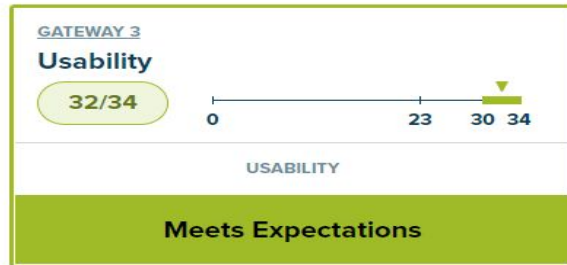 GATEWAY 3
Usability
32/34
0 23 30 34
USABILITY
Meets Expectations